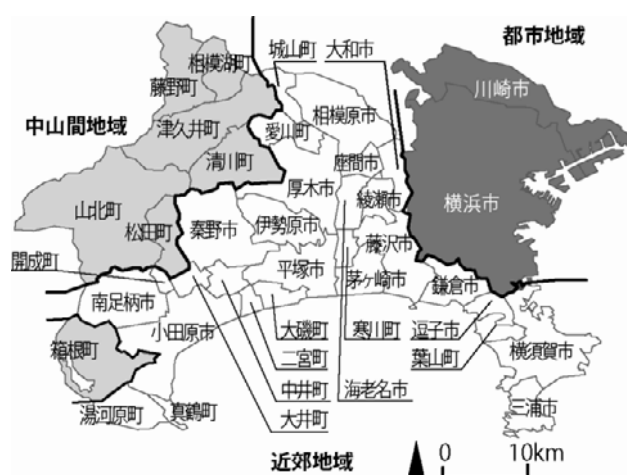 都市地域
城山町
大和市
相模湖町
藤野町
川崎市
相模原市
中山間地域
津久井町
愛川町
座間市
清川町
厚木市
綾瀬市
横浜市
山北町
松田町
秦野市
伊勢原市
藤沢市
開成町
平塚市
茅ヶ崎市
鎌倉市
南足柄市
小田原市
大磯町
寒川町
逗子市
箱根町
二宮町
葉山町
横須賀市
中井町
海老名市
湯河原町
真鶴町
大井町
三浦市
近郊地域
0
10km